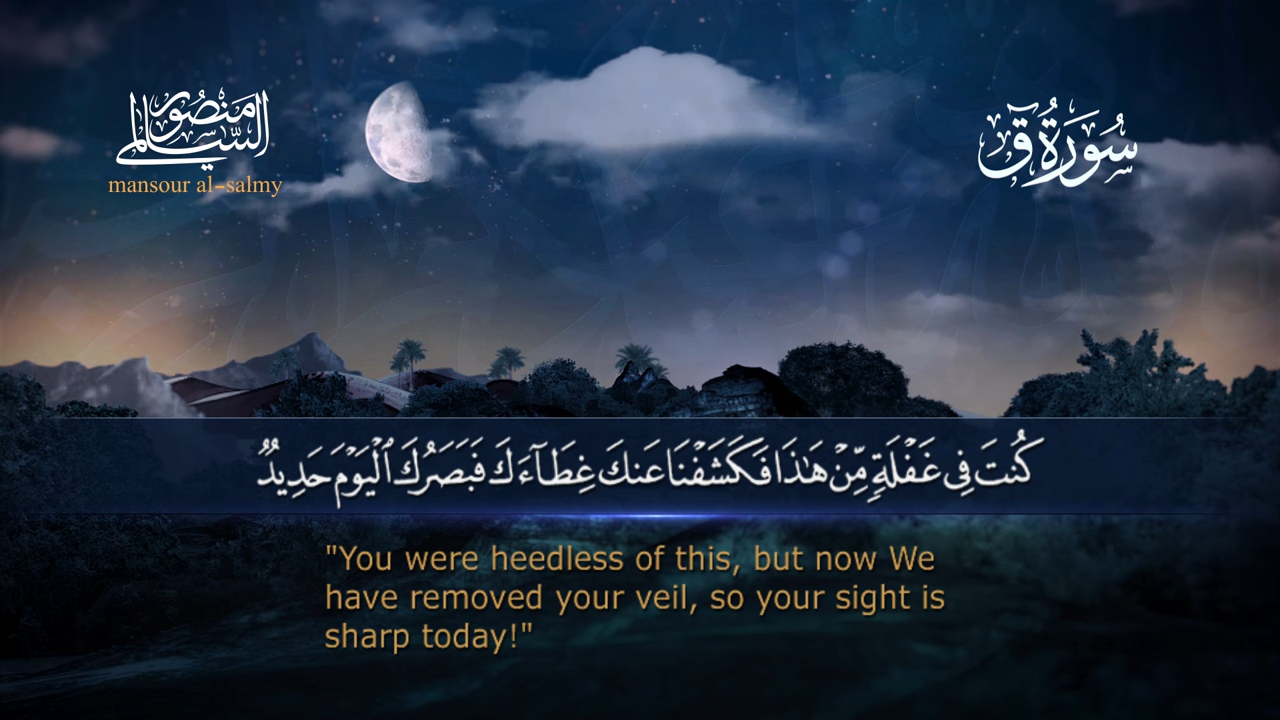 منصور السالمي
mansour al-salmy
سُورَةُ قٓ
كُنتَ فِى غَفْلَةٍ مِّنْ هَـٰذَا فَكَشَفْنَا عَنكَ غِطَآءَكَ فَبَصَرُكَ ٱلْيَوْمَ حَدِيدٌ
"You were heedless of this, but now We
have removed your veil, so your sight is
sharp today!"